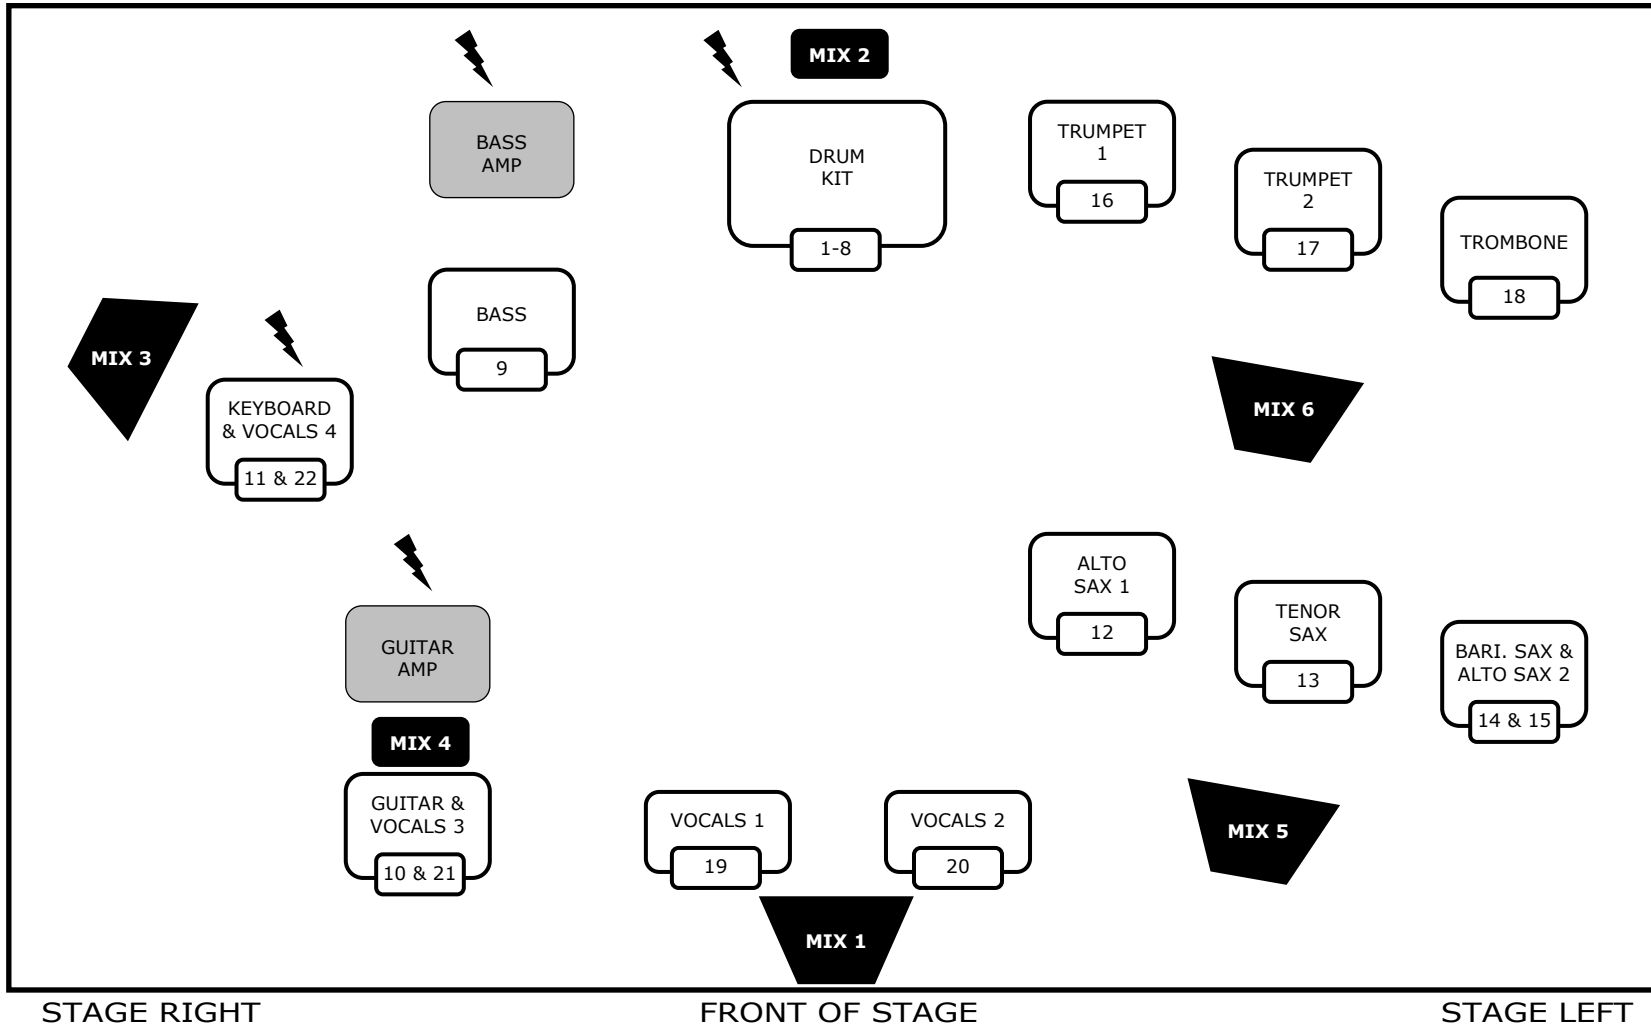 MIX 2
BASS
AMP
DRUM
KIT
1-8
TRUMPET
1
16
TRUMPET
2
17
TROMBONE
18
BASS
9
MIX 3
KEYBOARD
& VOCALS 4
11 & 22
MIX 6
GUITAR
AMP
MIX 4
GUITAR &
VOCALS 3
10 & 21
ALTO
SAX 1
12
TENOR
SAX
13
BARI. SAX &
ALTO SAX 2
14 & 15
VOCALS 1
19
VOCALS 2
20
MIX 5
MIX 1
STAGE RIGHT
FRONT OF STAGE
STAGE LEFT